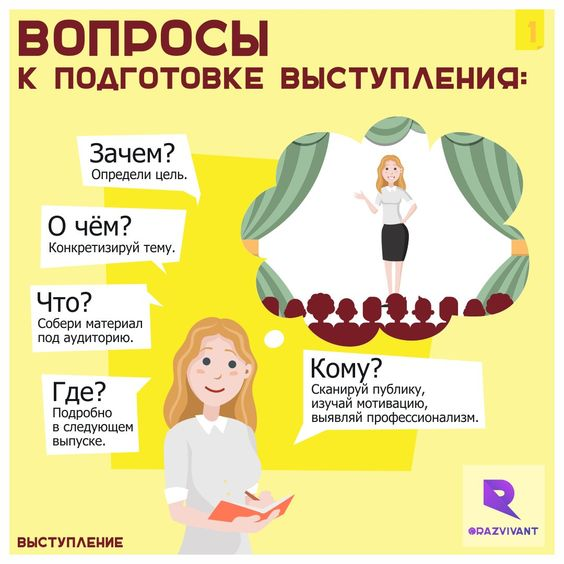 ВОПРОСЫ
К ПОДГОТОВКЕ ВЫСТУПЛЕНИЯ:
1
Зачем?
Определи цель.
О чём?
Конкретизируй тему.
Что?
Собери материал
под аудиторию.
Где?
Подробно
в следующем
выпуске.
Кому?
Сканируй публику,
изучай мотивацию,
выявляй профессионализм.
ВЫСТУПЛЕНИЕ
@RAZVIVANT